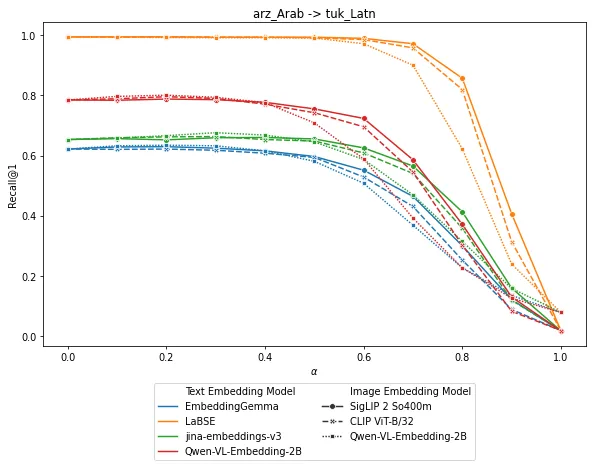 arz_Arab -> tuk_Latn
Recall@1
1.0
0.8
0.6
0.4
0.2
0.0
0.0 0.2 0.4 0.6 0.8 1.0
α
Text Embedding Model
EmbeddingGemma
LaBSE
jina-embeddings-v3
Qwen-VL-Embedding-2B
Image Embedding Model
SigLIP 2 So400m
CLIP ViT-B/32
Qwen-VL-Embedding-2B